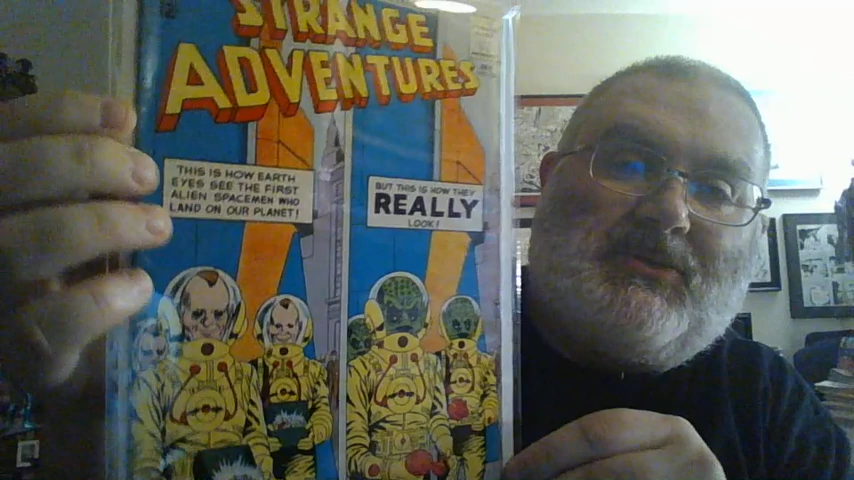 STRANGE
ADVENTURES
THIS IS HOW EARTH
EYES SEE THE FIRST
ALIEN SPACEMEN WHO
LAND ON OUR PLANET!
BUT THIS IS HOW THEY
REALLY
LOOK!